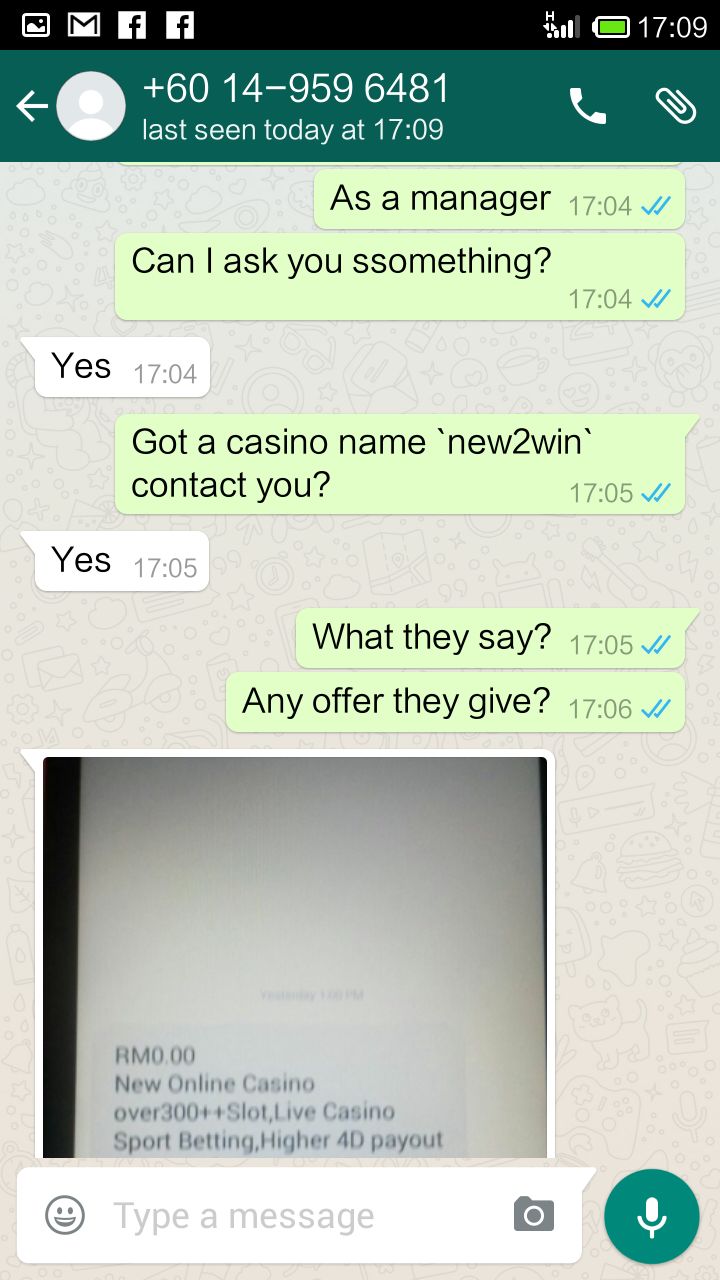 17:09
+60 14-959 6481
last seen today at 17:09
As a manager 17:04
Can I ask you ssomething?
17:04
Yes 17:04
Got a casino name `new2win`
contact you? 17:05
Yes 17:05
What they say? 17:05
Any offer they give? 17:06
Yesterday 1:00 PM
RM0.00
New Online Casino
over300++Slot,Live Casino
Sport Betting,Higher 4D payout
Type a message